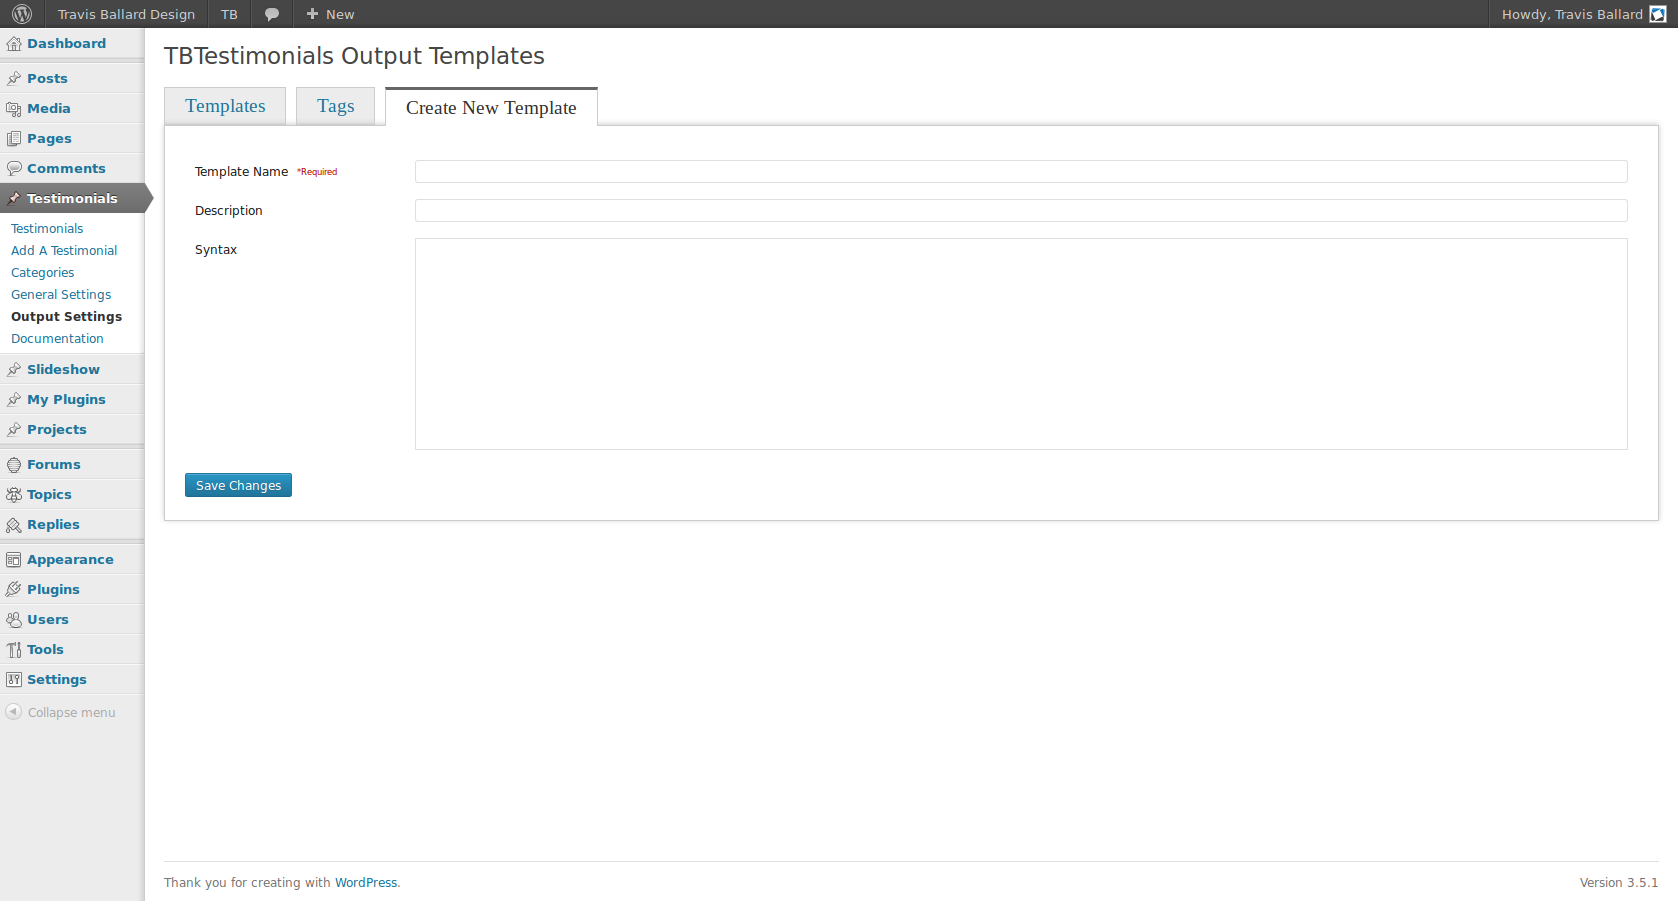 Travis Ballard Design TB New Howdy, Travis Ballard
Dashboard
Posts
Media
Pages
Comments
Testimonials
Testimonials
Add A Testimonial
Categories
General Settings
Output Settings
Documentation
Slideshow
My Plugins
Projects
Forums
Topics
Replies
Appearance
Plugins
Users
Tools
Settings
Collapse menu
TBTestimonials Output Templates
Templates Tags Create New Template
Template Name *Required
Description
Syntax
Save Changes
Thank you for creating with WordPress. Version 3.5.1